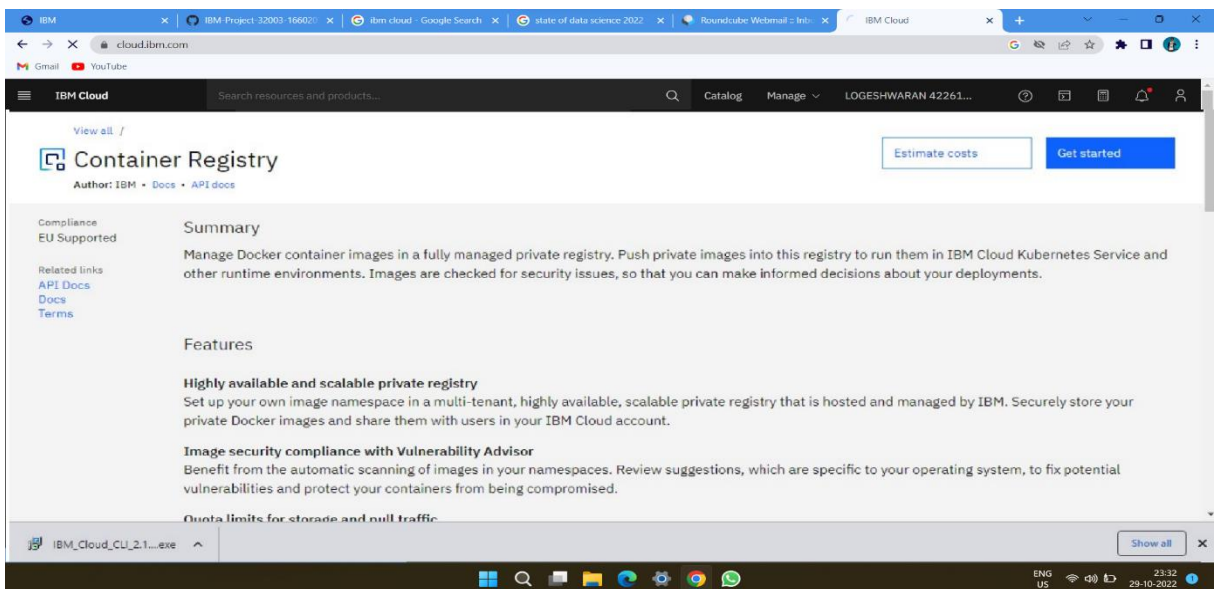 IBM
IBM-Project-32003-166020
ibm cloud - Google Search
state of data science 2022
Roundcube Webmail :: Inb
IBM Cloud
cloud.ibm.com
Gmail
YouTube
IBM Cloud
Search resources and products...
Catalog
Manage
LOGESHWARAN 42261...
View all /
Container Registry
Author: IBM • Docs • API docs
Estimate costs
Get started
Compliance
EU Supported
Related links
API Docs
Docs
Terms
Summary
Manage Docker container images in a fully managed private registry. Push private images into this registry to run them in IBM Cloud Kubernetes Service and
other runtime environments. Images are checked for security issues, so that you can make informed decisions about your deployments.
Features
Highly available and scalable private registry
Set up your own image namespace in a multi-tenant, highly available, scalable private registry that is hosted and managed by IBM. Securely store your
private Docker images and share them with users in your IBM Cloud account.
Image security compliance with Vulnerability Advisor
Benefit from the automatic scanning of images in your namespaces. Review suggestions, which are specific to your operating system, to fix potential
vulnerabilities and protect your containers from being compromised.
Quota limits for storage and pull traffic
IBM_Cloud_CLI_2.1....exe
Show all
ENG
US
23:32
29-10-2022
1